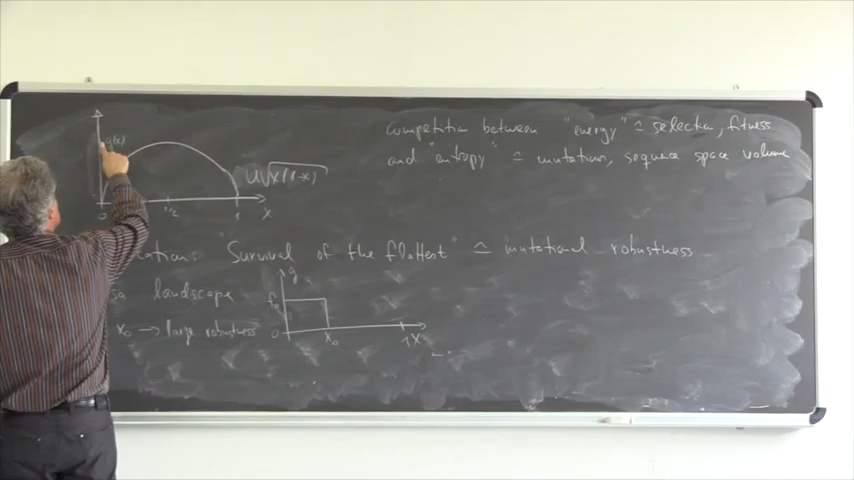 competition between "energy" ≙ selection, fitness
and "entropy" ≙ mutation, sequence space volume
g(x)
U√x(1-x)
0 1/2 1 x
"Survival of the flattest" ≙ mutational robustness
landscape
g
f₀
x₀ → large robustness
0 x₀ 1 x